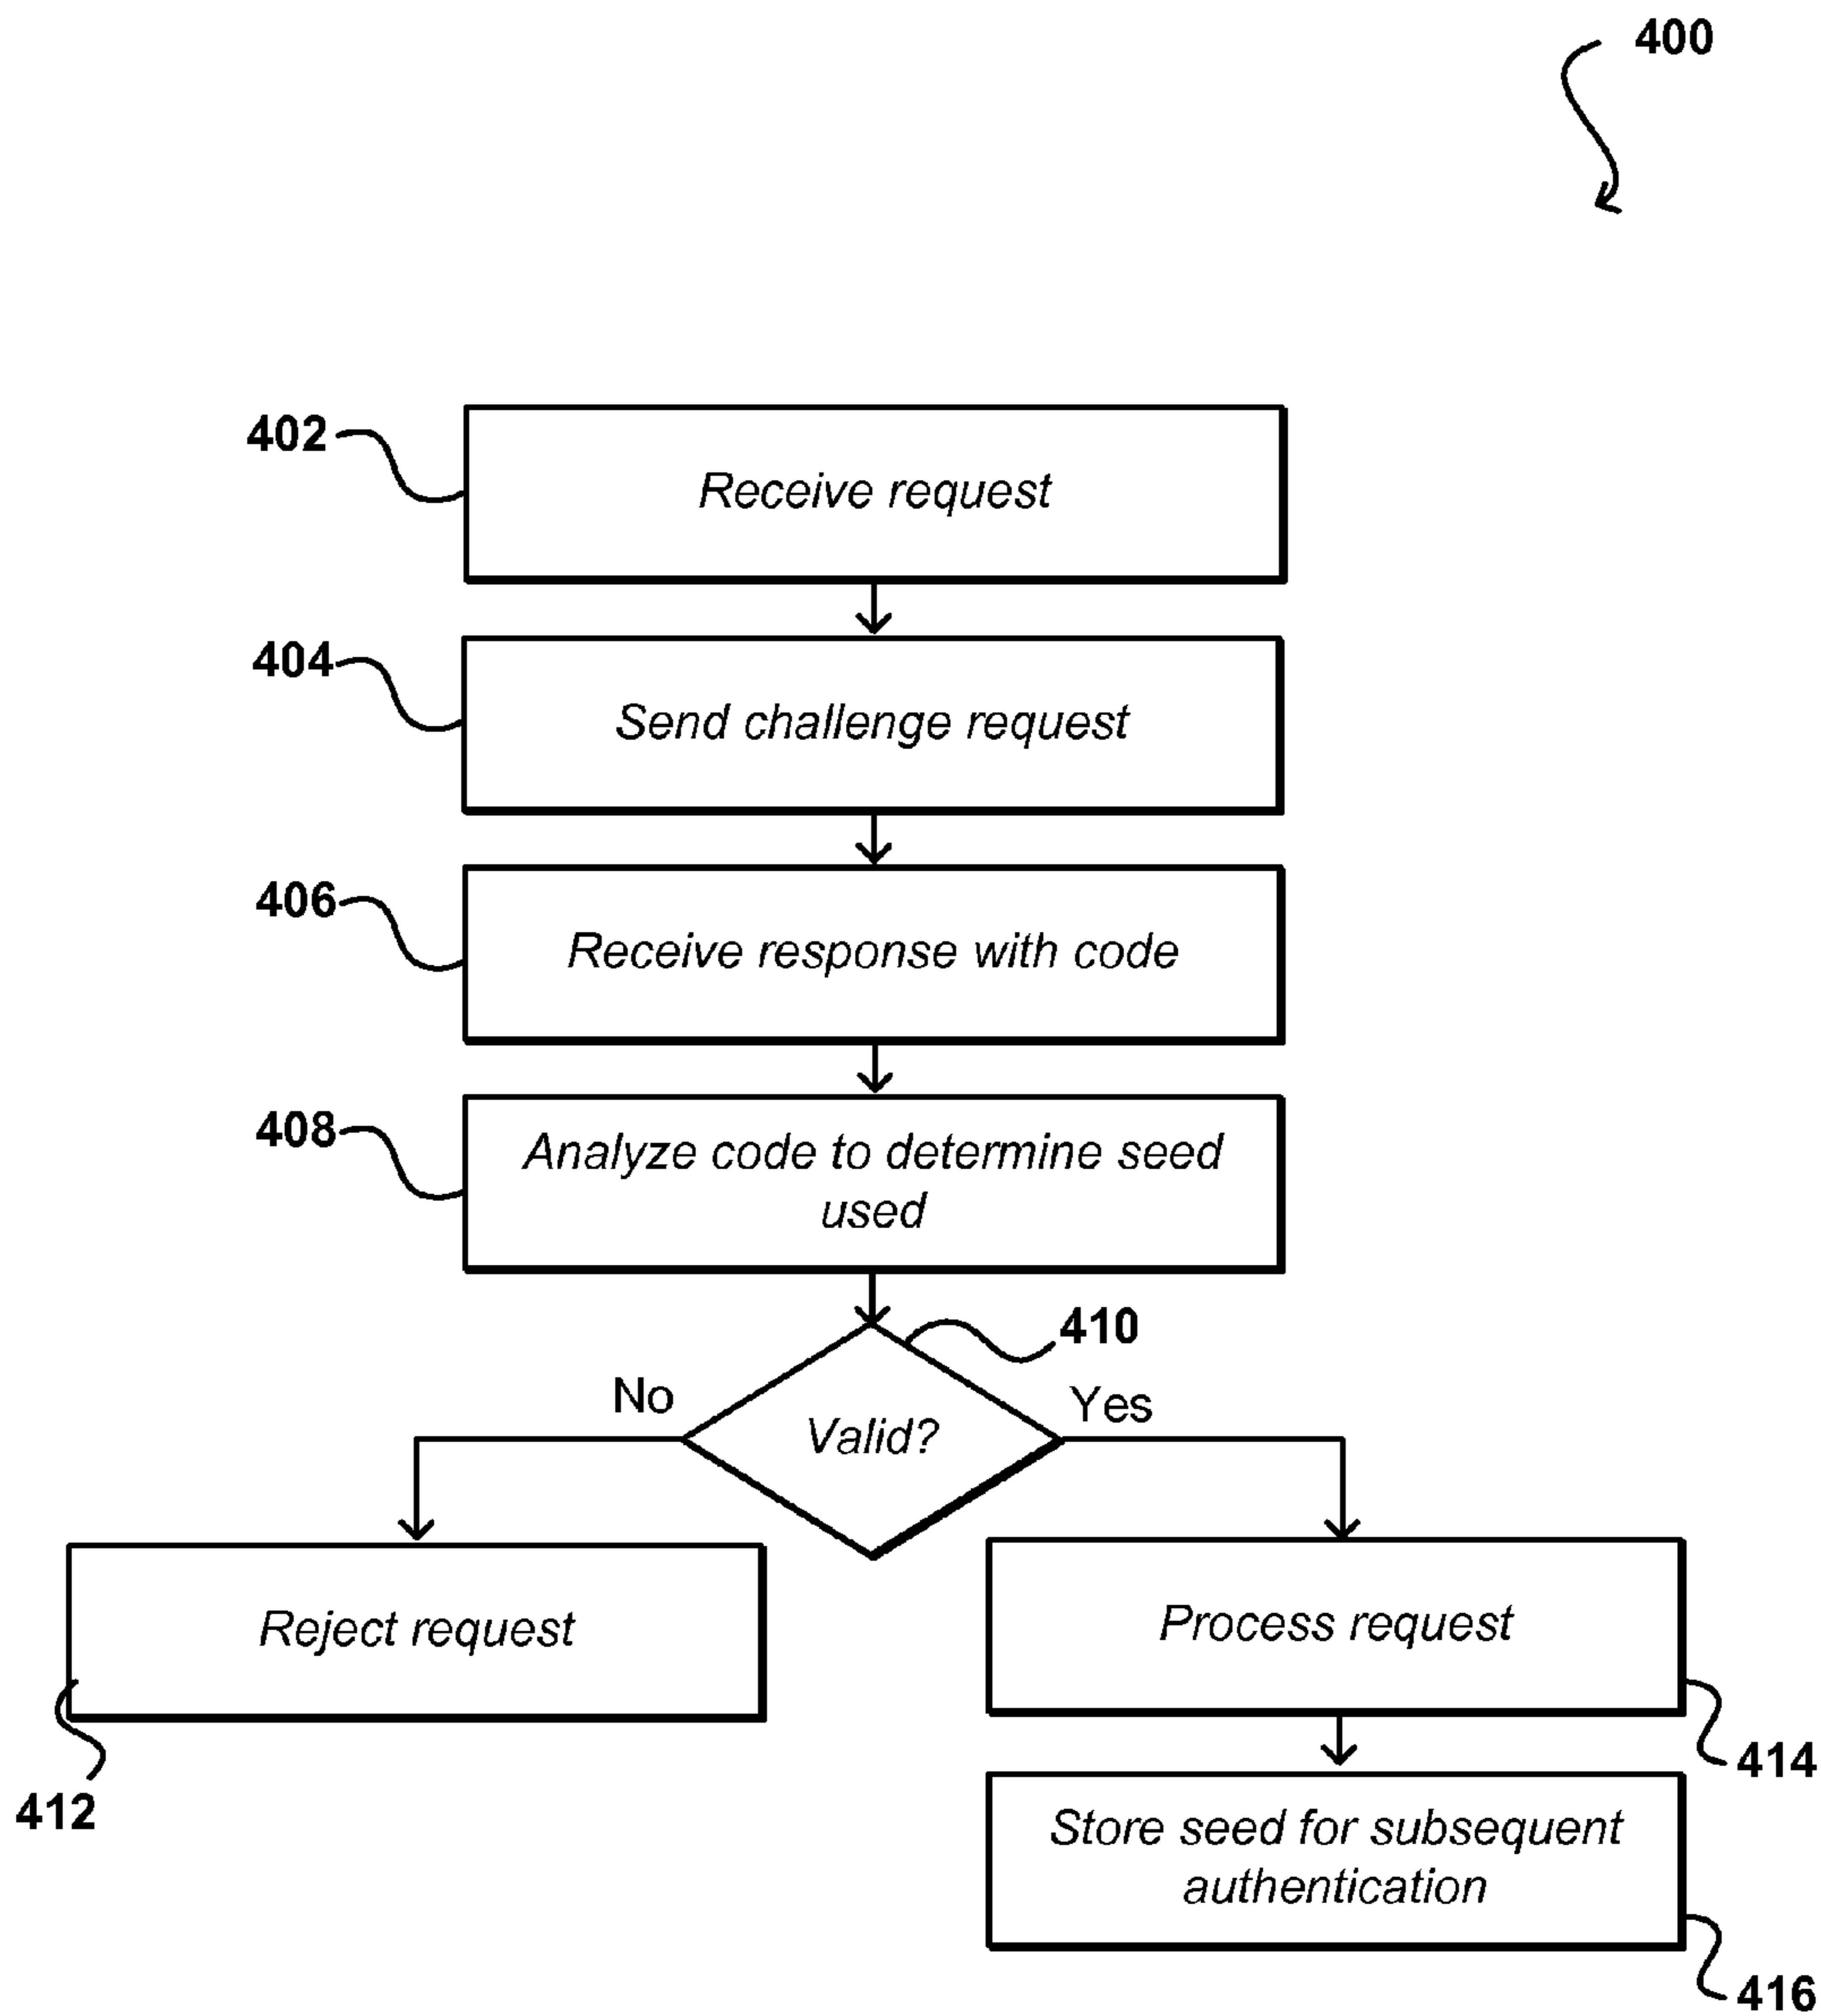 400
402
Receive request
404
Send challenge request
406
Receive response with code
408
Analyze code to determine seed
used
410
No
Yes
Valid?
Reject request
Process request
412
414
Store seed for subsequent
authentication
416